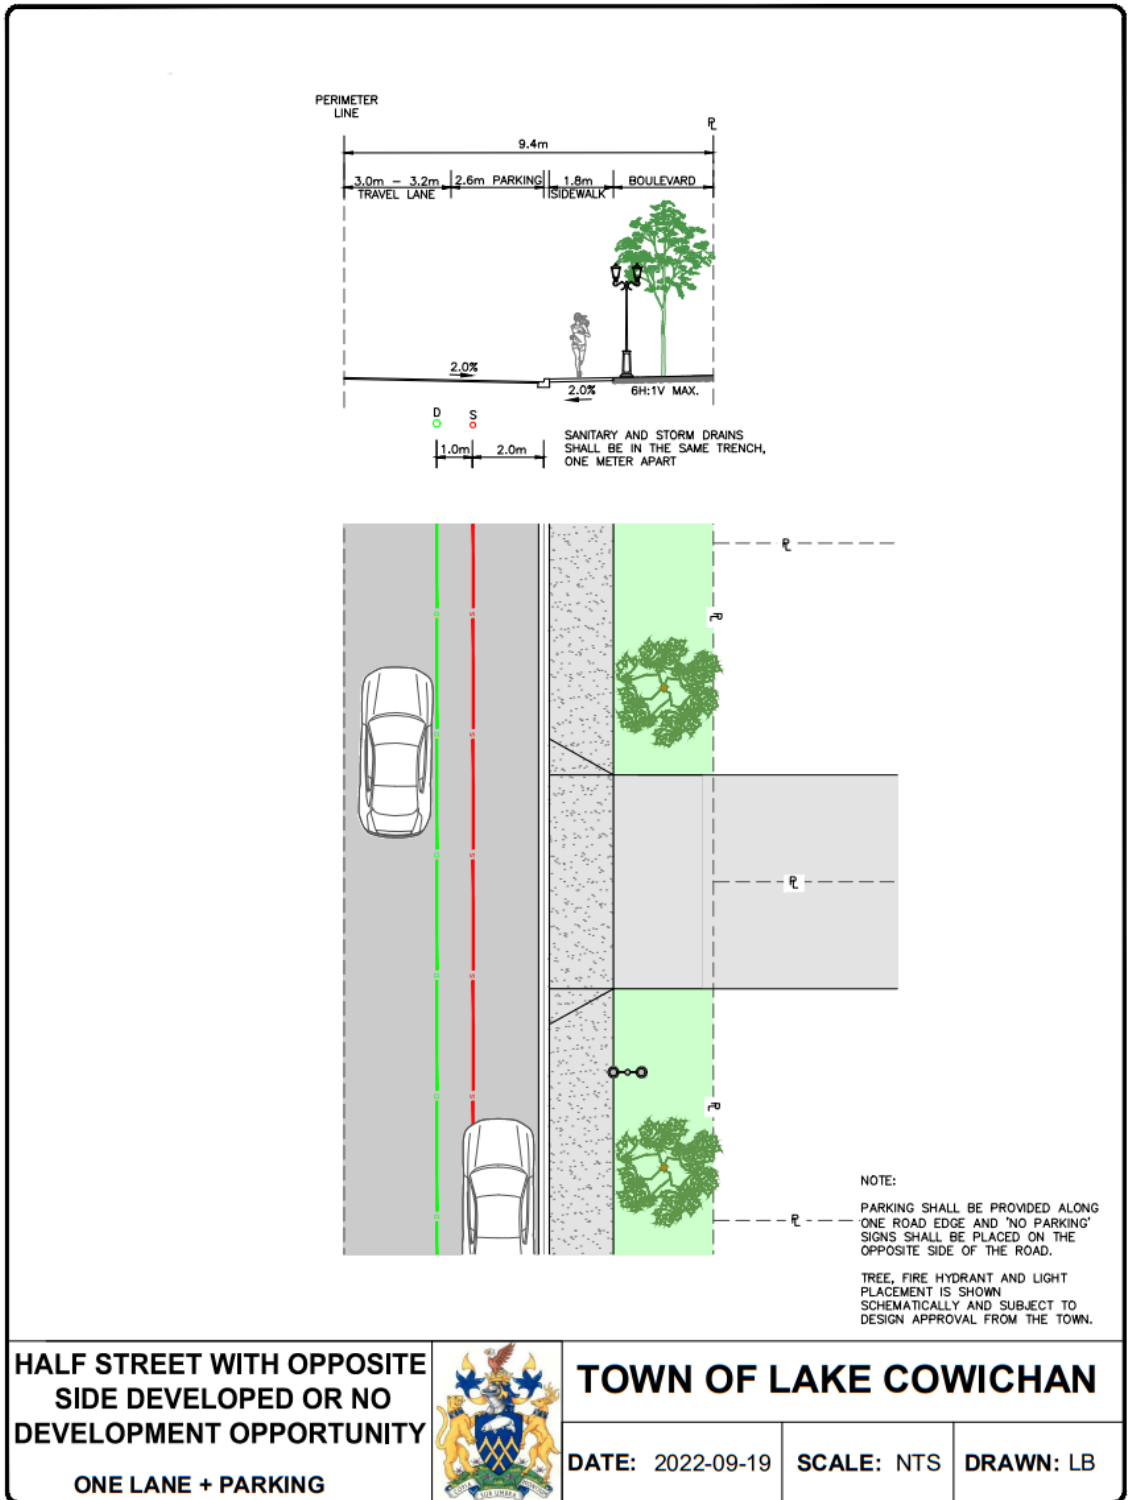 PERIMETER
LINE
℄
9.4m
3.0m - 3.2m
TRAVEL LANE
2.6m PARKING
1.8m
SIDEWALK
BOULEVARD
2.0%
2.0%
6H:1V MAX.
D
S
1.0m
2.0m
SANITARY AND STORM DRAINS
SHALL BE IN THE SAME TRENCH,
ONE METER APART
NOTE:
PARKING SHALL BE PROVIDED ALONG
ONE ROAD EDGE AND 'NO PARKING'
SIGNS SHALL BE PLACED ON THE
OPPOSITE SIDE OF THE ROAD.
TREE, FIRE HYDRANT AND LIGHT
PLACEMENT IS SHOWN
SCHEMATICALLY AND SUBJECT TO
DESIGN APPROVAL FROM THE TOWN.
HALF STREET WITH OPPOSITE
SIDE DEVELOPED OR NO
DEVELOPMENT OPPORTUNITY
ONE LANE + PARKING
TOWN OF LAKE COWICHAN
DATE: 2022-09-19
SCALE: NTS
DRAWN: LB